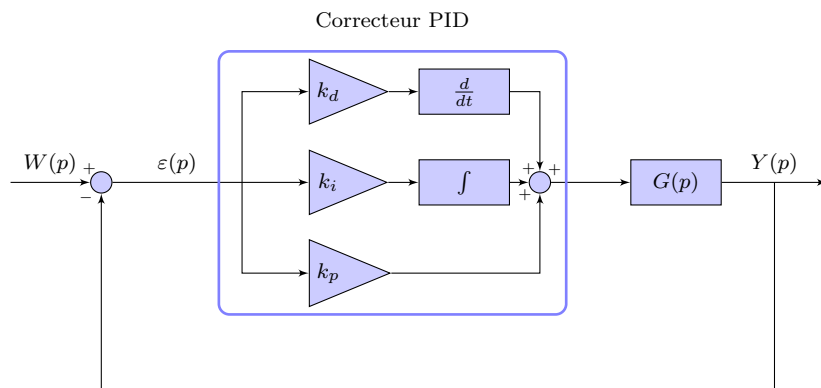 Correcteur PID
k_d
d/dt
W(p)
+
−
ε(p)
k_i
∫
+
+
+
G(p)
Y(p)
k_p